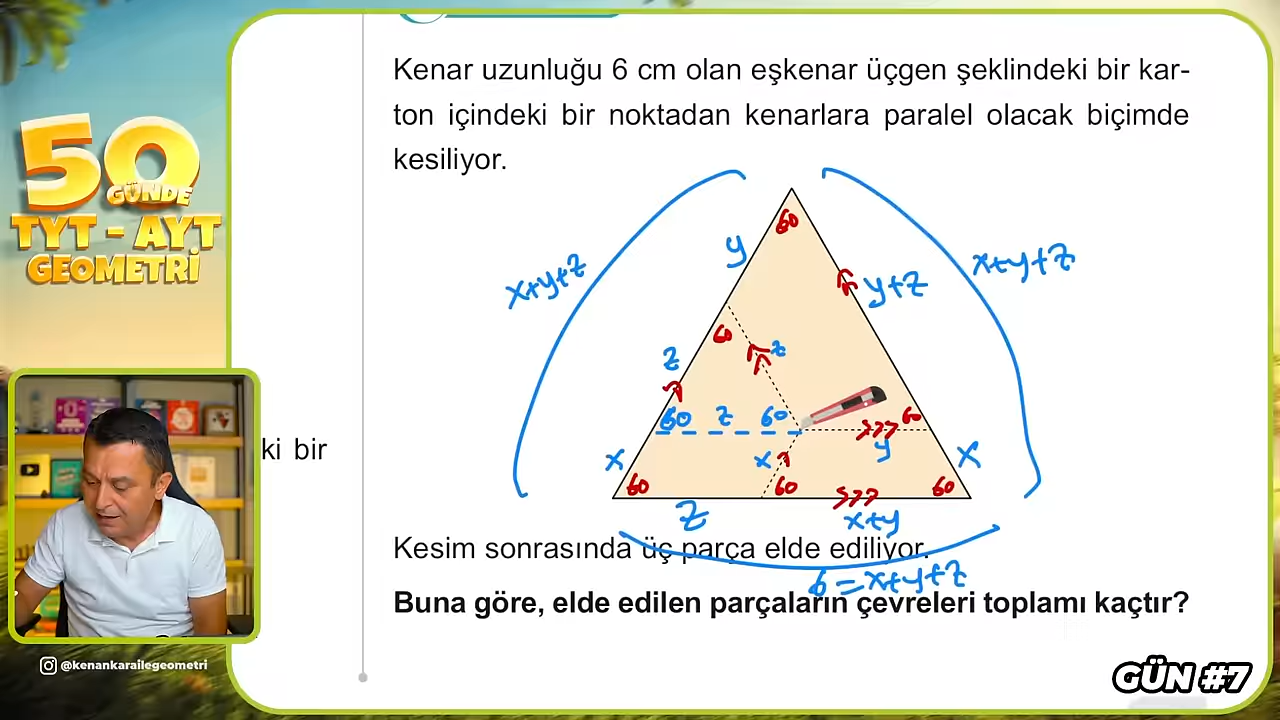 50
GÜNDE
TYT - AYT
GEOMETRİ
Kenar uzunluğu 6 cm olan eşkenar üçgen şeklindeki bir kar-
ton içindeki bir noktadan kenarlara paralel olacak biçimde
kesiliyor.
60
y
x+y+z
x+y+z
y+z
60
z
z
60
z
60
60
y
x
x
x
60
60
60
z
x+y
ki bir
Kesim sonrasında üç parça elde ediliyor.
6=x+y+z
Buna göre, elde edilen parçaların çevreleri toplamı kaçtır?
@kenankarailegeometri
GÜN #7